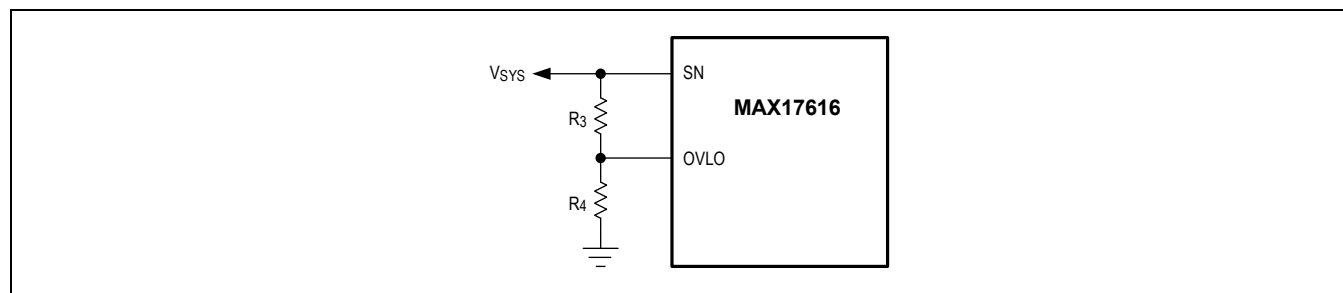 VSYS
SN
R3
MAX17616
OVLO
R4